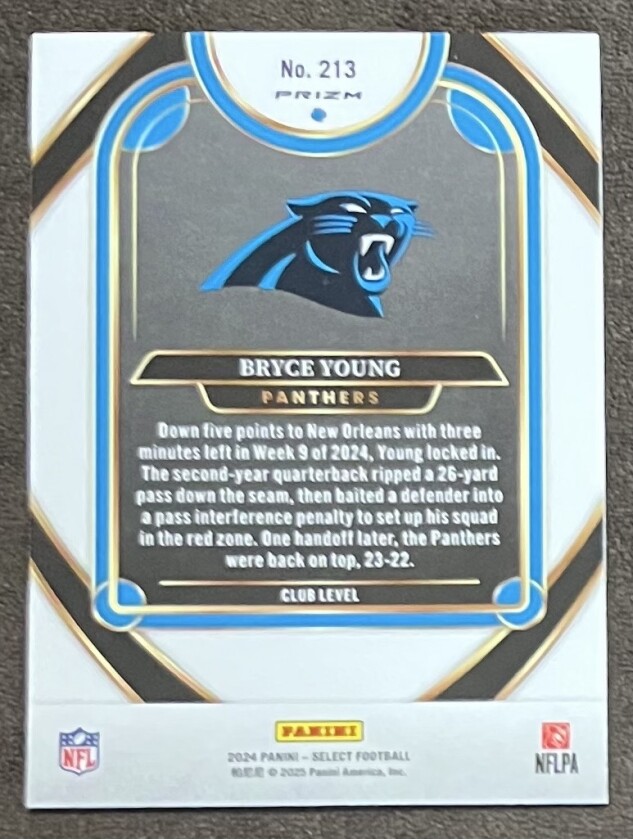 No. 213
PRIZM
BRYCE YOUNG
PANTHERS
Down five points to New Orleans with three
minutes left in Week 9 of 2024, Young locked in.
The second-year quarterback ripped a 26-yard
pass down the seam, then baited a defender into
a pass interference penalty to set up his squad
in the red zone. One handoff later, the Panthers
were back on top, 23-22.
CLUB LEVEL
PANINI
NFL
2024 PANINI – SELECT FOOTBALL
帕尼尼 © 2025 Panini America, Inc.
NFLPA